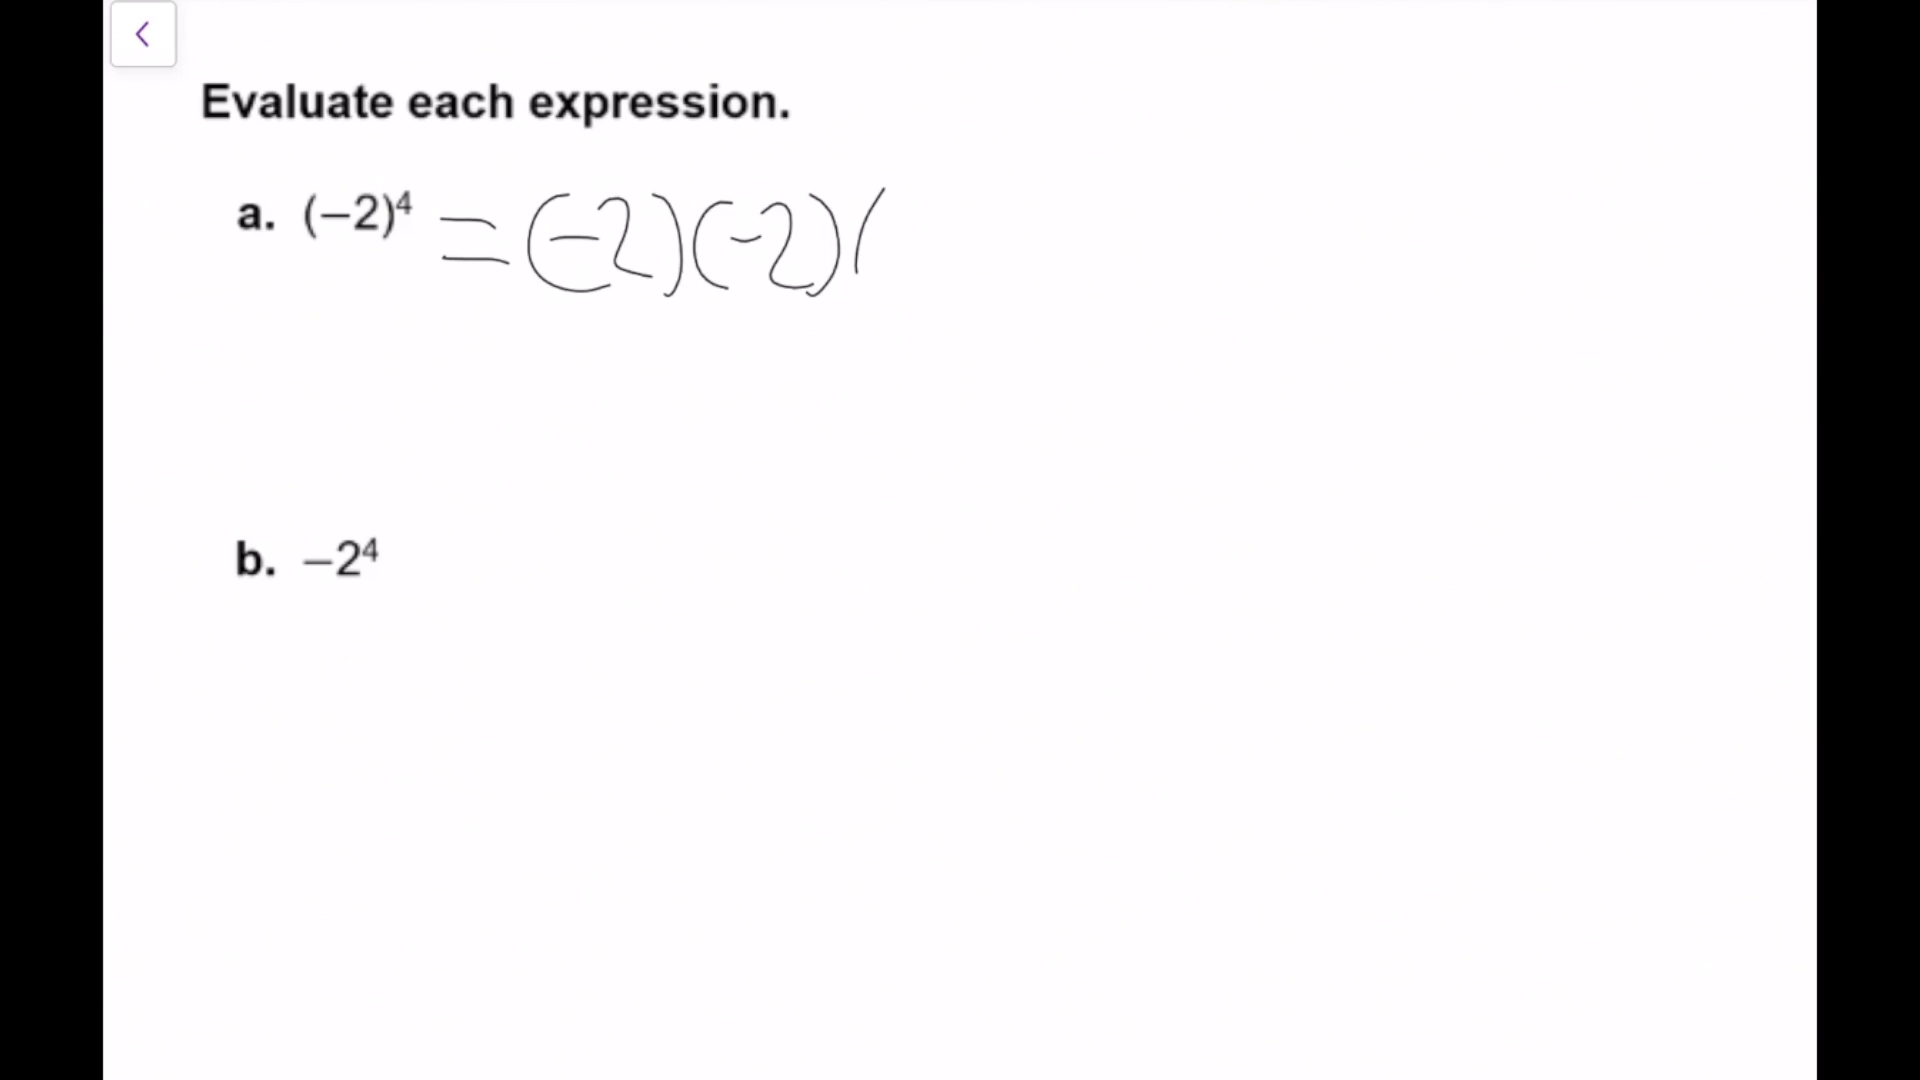 Evaluate each expression.
a. (−2)⁴ = (-2)(-2)(
b. −2⁴